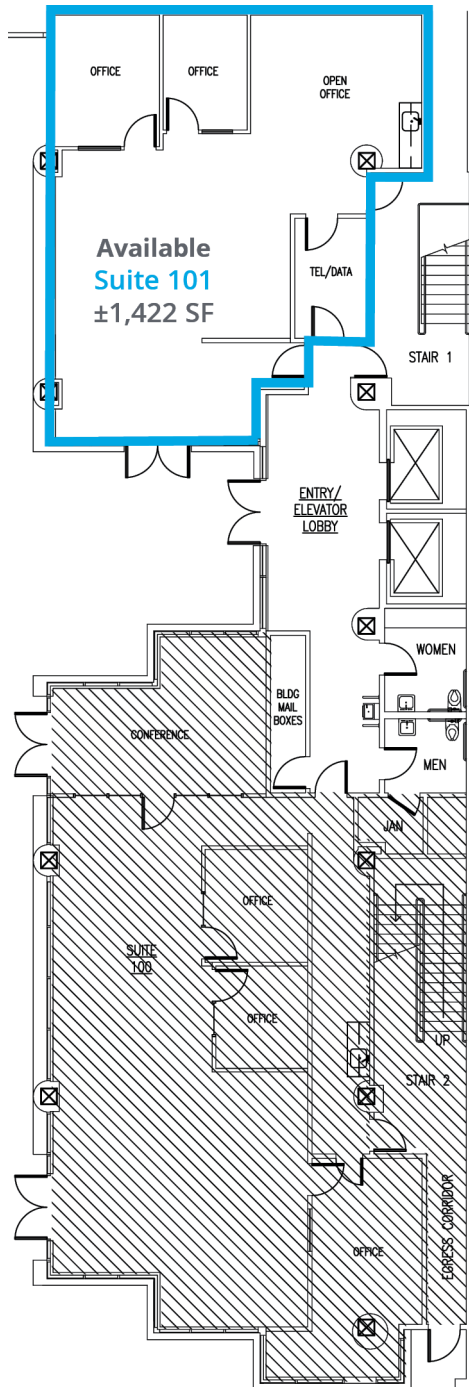 OFFICE
OFFICE
OPEN
OFFICE
Available
Suite 101
±1,422 SF
TEL/DATA
STAIR 1
ENTRY/
ELEVATOR
LOBBY
WOMEN
BLDG
MAIL
BOXES
CONFERENCE
MEN
JAN
OFFICE
SUITE
100
OFFICE
UP
STAIR 2
OFFICE
EGRESS CORRIDOR